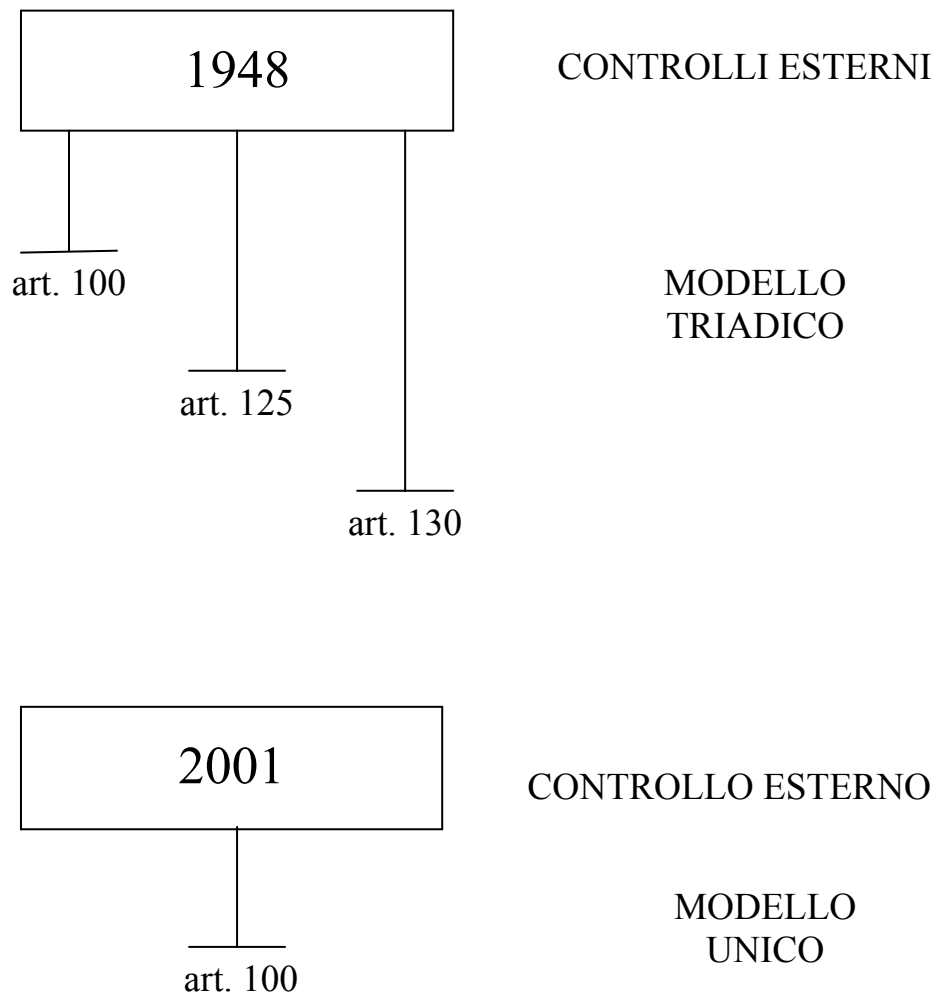 1948
CONTROLLI ESTERNI
art. 100
MODELLO
TRIADICO
art. 125
art. 130
2001
CONTROLLO ESTERNO
MODELLO
UNICO
art. 100